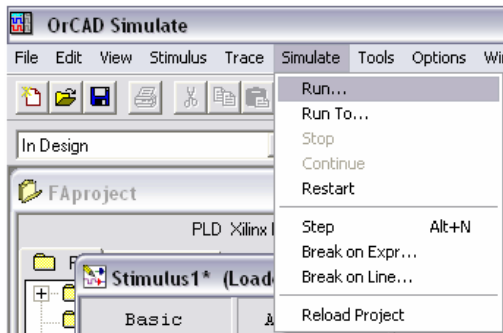 OrCAD Simulate
File Edit View Stimulus Trace Simulate Tools Options
Run...
Run To...
In Design
Stop
Continue
FAproject
Restart
PLD Xilinx
Step Alt+N
Break on Expr...
Stimulus1* (Load
Break on Line...
Basic
Reload Project